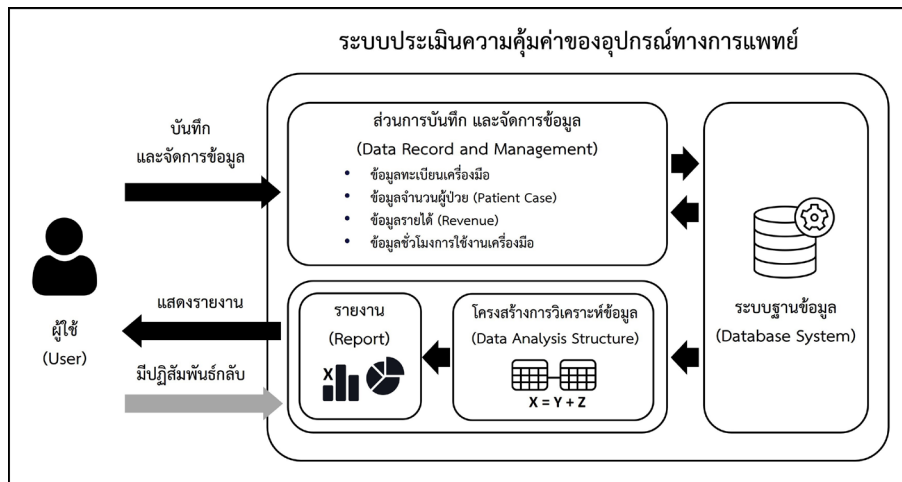 ระบบประเมินความคุ้มค่าของอุปกรณ์ทางการแพทย์
บันทึก
และจัดการข้อมูล
ส่วนการบันทึก และจัดการข้อมูล
(Data Record and Management)
• ข้อมูลทะเบียนเครื่องมือ
• ข้อมูลจำนวนผู้ป่วย (Patient Case)
• ข้อมูลรายได้ (Revenue)
• ข้อมูลชั่วโมงการใช้งานเครื่องมือ
ระบบฐานข้อมูล
(Database System)
ผู้ใช้
(User)
แสดงรายงาน
มีปฏิสัมพันธ์กลับ
รายงาน
(Report)
X
โครงสร้างการวิเคราะห์ข้อมูล
(Data Analysis Structure)
X = Y + Z